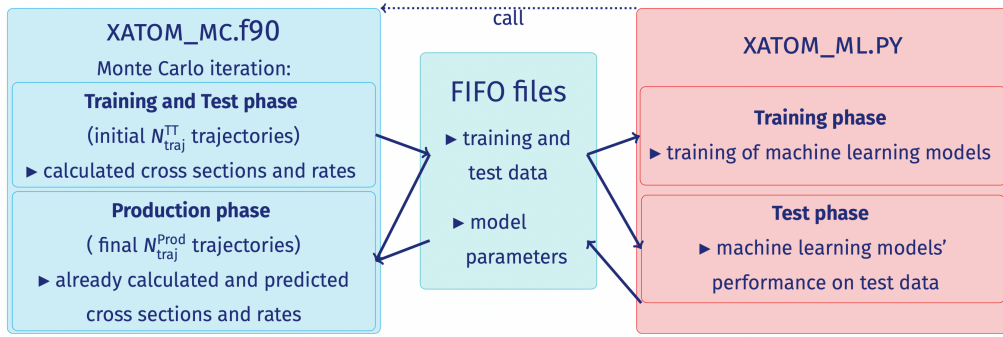 call
XATOM_MC.f90
Monte Carlo iteration:
Training and Test phase
(initial N^TT_traj trajectories)
▶ calculated cross sections and rates
Production phase
( final N^Prod_traj trajectories)
▶ already calculated and predicted
cross sections and rates
FIFO files
▶ training and
test data
▶ model
parameters
XATOM_ML.PY
Training phase
▶ training of machine learning models
Test phase
▶ machine learning models’
performance on test data